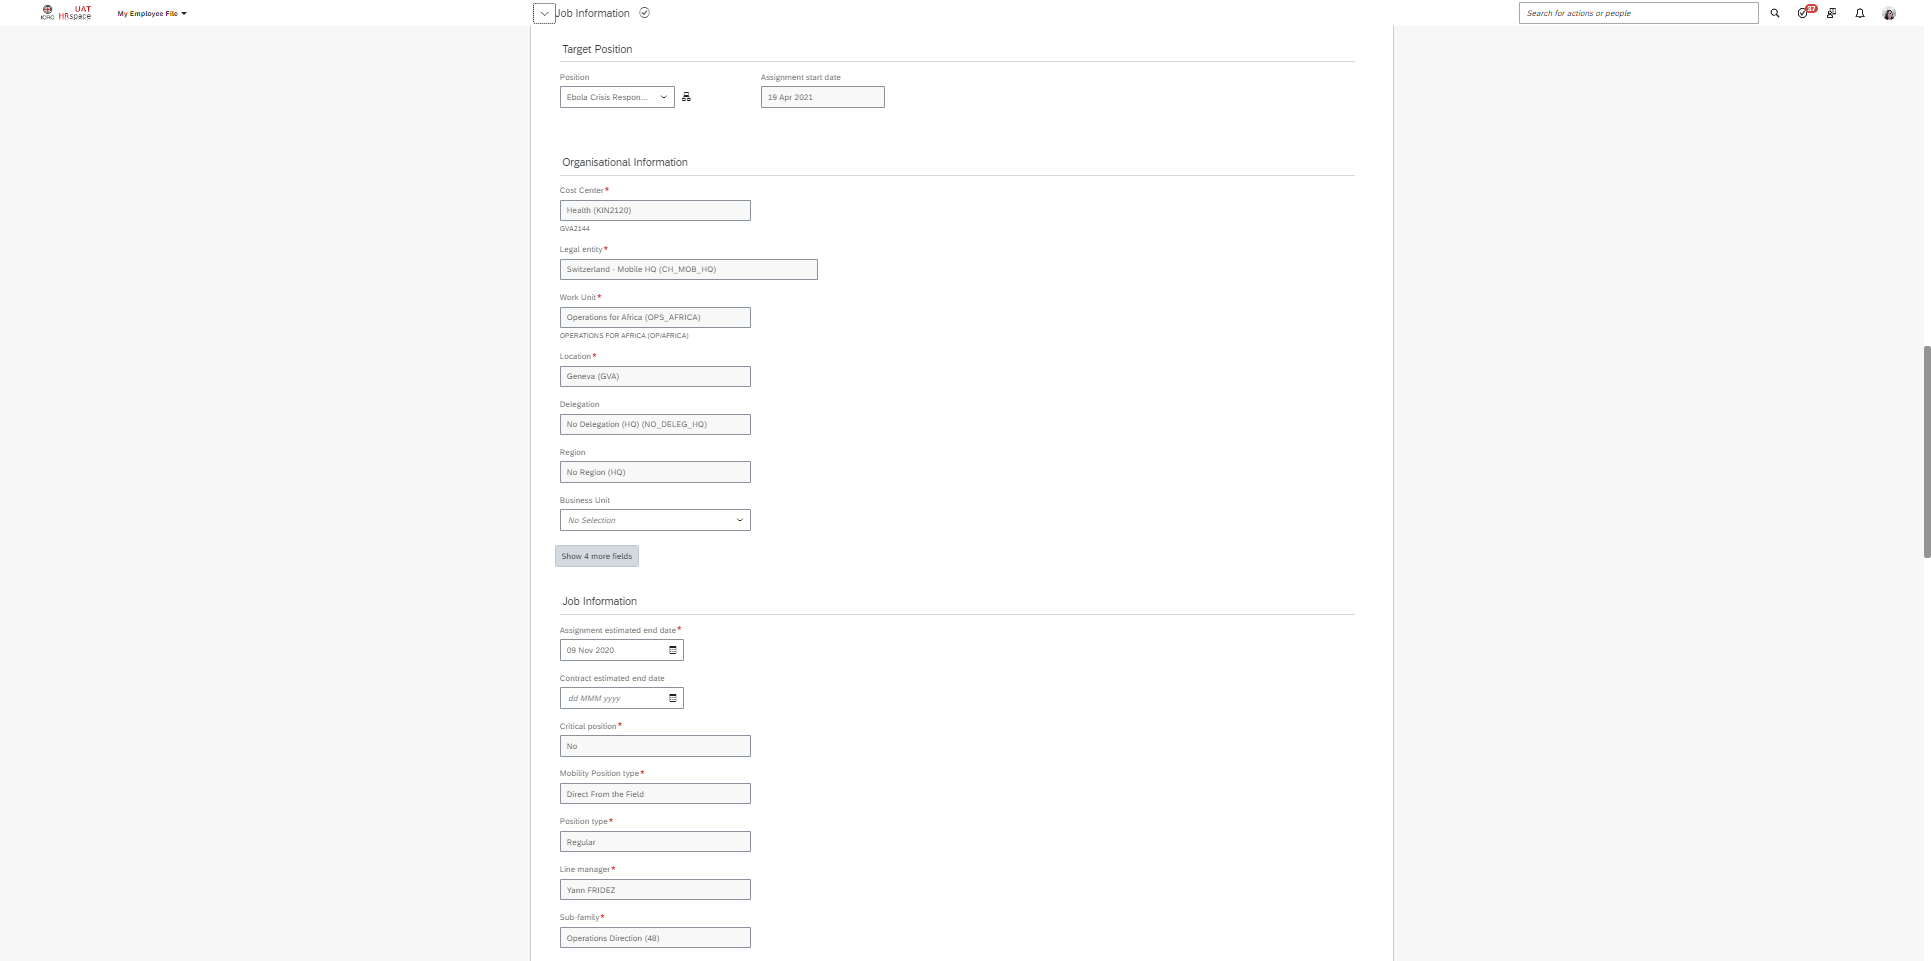 ICRC
UAT
HRspace
My Employee File
Job Information
Search for actions or people
37
Target Position
Position
Assignment start date
Ebola Crisis Respon...
19 Apr 2021
Organisational Information
Cost Center*
Health (KIN2120)
GVA2144
Legal entity*
Switzerland - Mobile HQ (CH_MOB_HQ)
Work Unit*
Operations for Africa (OPS_AFRICA)
OPERATIONS FOR AFRICA (OP/AFRICA)
Location*
Geneva (GVA)
Delegation
No Delegation (HQ) (NO_DELEG_HQ)
Region
No Region (HQ)
Business Unit
No Selection
Show 4 more fields
Job Information
Assignment estimated end date*
09 Nov 2020
Contract estimated end date
dd MMM yyyy
Critical position*
No
Mobility Position type*
Direct From the Field
Position type*
Regular
Line manager*
Yann FRIDEZ
Sub-family*
Operations Direction (48)